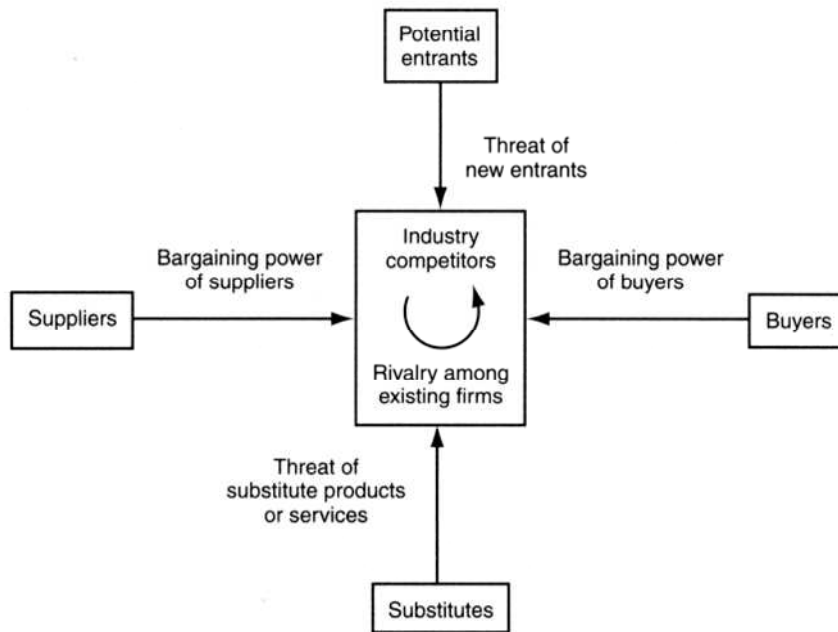 Potential
entrants
Threat of
new entrants
Industry
competitors
Bargaining power
of suppliers
Bargaining power
of buyers
Suppliers
Buyers
Rivalry among
existing firms
Threat of
substitute products
or services
Substitutes